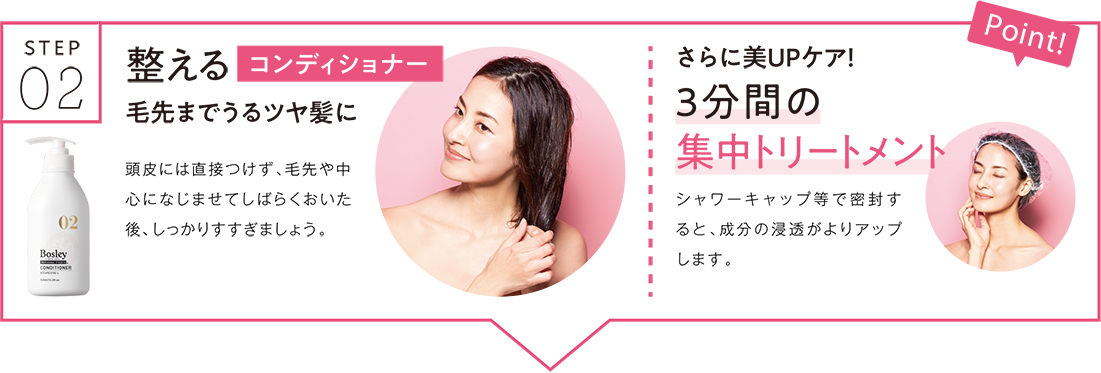 STEP
02
整える コンディショナー
毛先までうるツヤ髪に
頭皮には直接つけず、毛先や中
心になじませてしばらくおいた
後、しっかりすすぎましょう。
02
Bosley
CONDITIONER
Point!
さらに美UPケア!
3分間の
集中トリートメント
シャワーキャップ等で密封す
ると、成分の浸透がよりアップ
します。